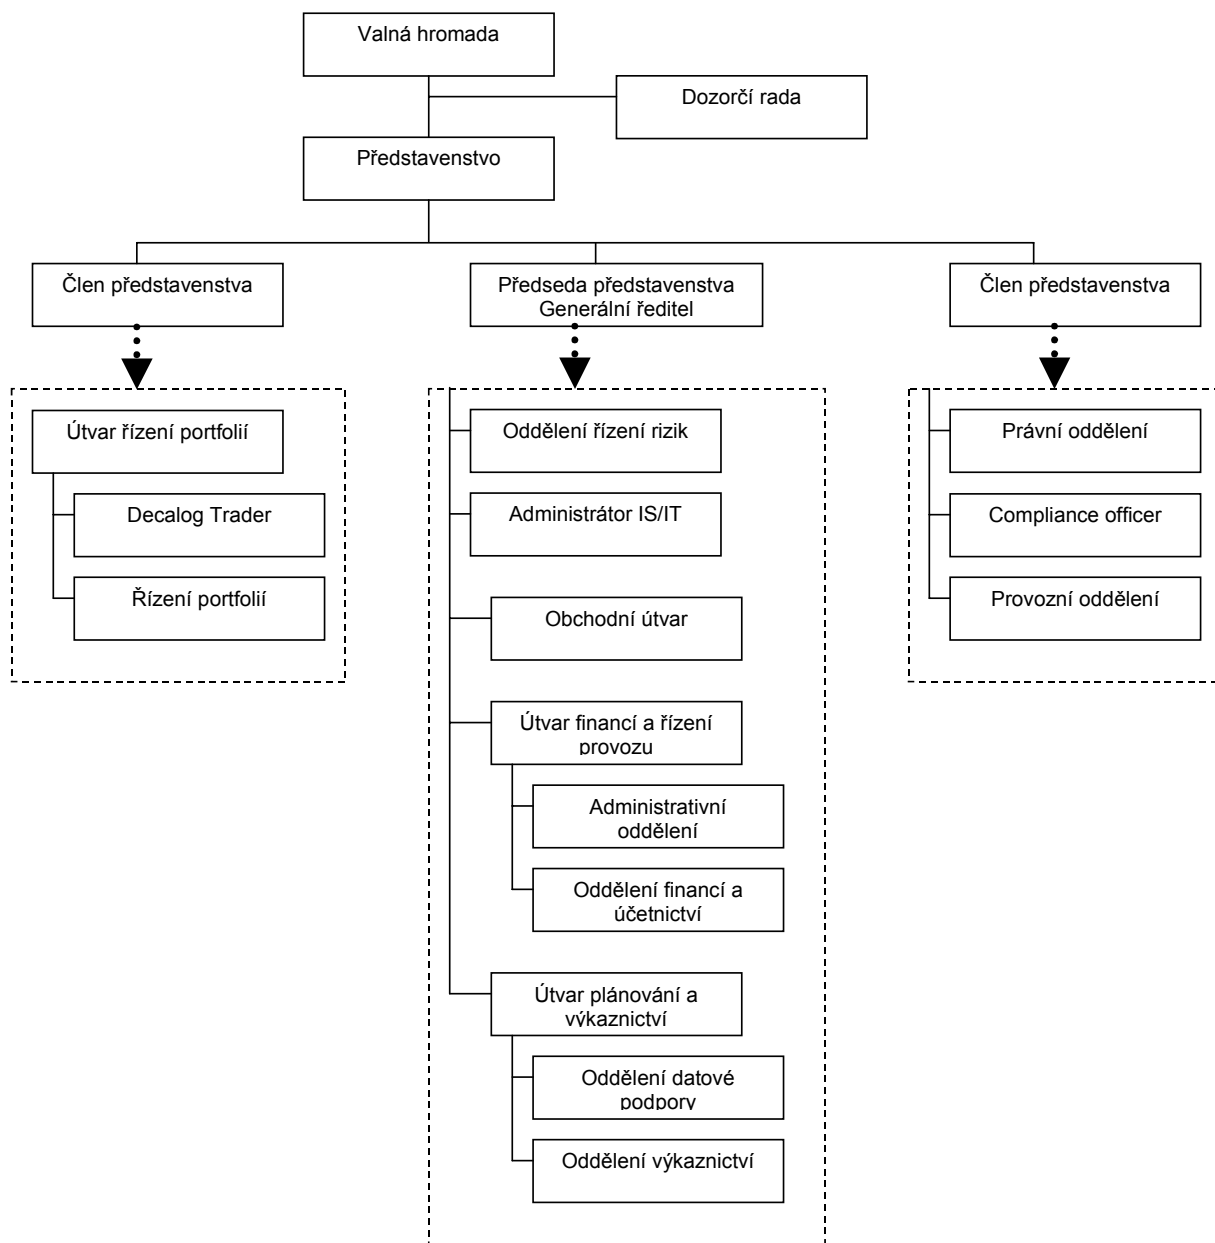 Valná hromada
Dozorčí rada
Představenstvo
Člen představenstva
Předseda představenstva
Generální ředitel
Člen představenstva
Útvar řízení portfolií
Decalog Trader
Řízení portfolií
Oddělení řízení rizik
Administrátor IS/IT
Obchodní útvar
Útvar financí a řízení
provozu
Administrativní
oddělení
Oddělení financí a
účetnictví
Útvar plánování a
výkaznictví
Oddělení datové
podpory
Oddělení výkaznictví
Právní oddělení
Compliance officer
Provozní oddělení